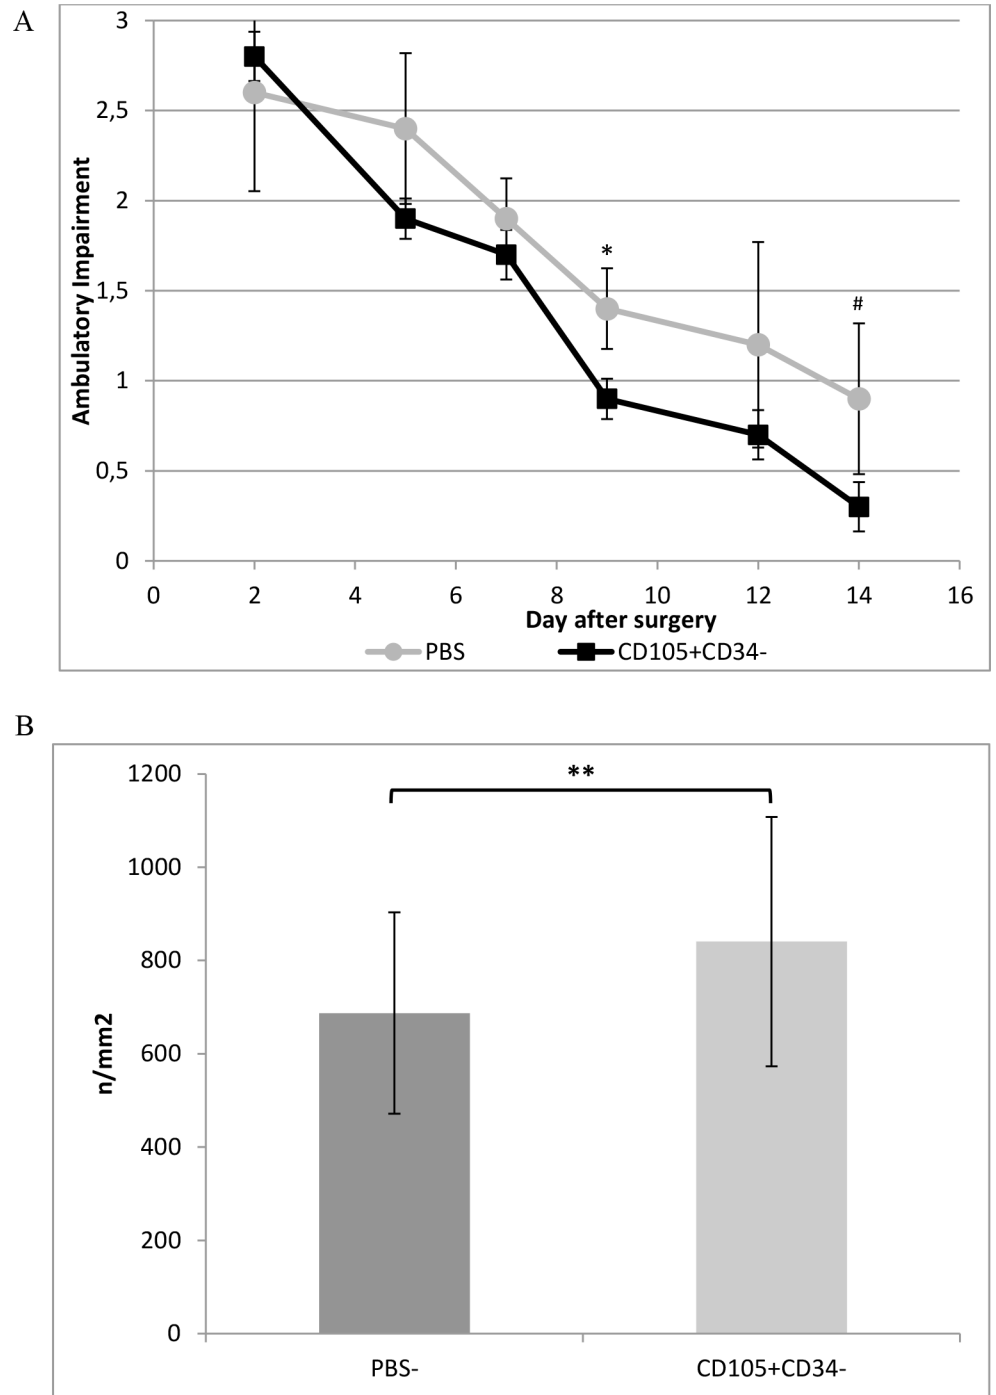 A
3
2,5
2
1,5
1
0,5
0
Ambulatory Impairment
*
#
0 2 4 6 8 10 12 14 16
Day after surgery
PBS CD105+CD34-
B
1200
1000
800
600
400
200
0
n/mm2
**
PBS- CD105+CD34-